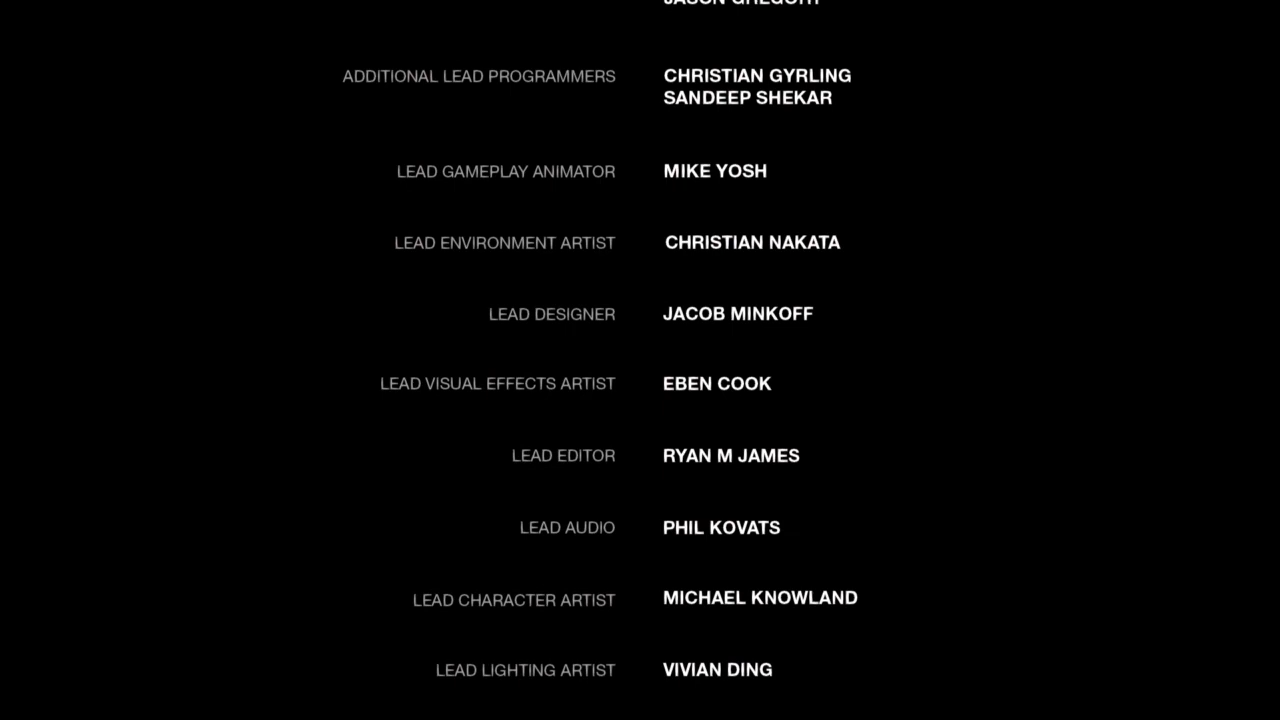 JASON GREGORY
ADDITIONAL LEAD PROGRAMMERS CHRISTIAN GYRLING
SANDEEP SHEKAR
LEAD GAMEPLAY ANIMATOR MIKE YOSH
LEAD ENVIRONMENT ARTIST CHRISTIAN NAKATA
LEAD DESIGNER JACOB MINKOFF
LEAD VISUAL EFFECTS ARTIST EBEN COOK
LEAD EDITOR RYAN M JAMES
LEAD AUDIO PHIL KOVATS
LEAD CHARACTER ARTIST MICHAEL KNOWLAND
LEAD LIGHTING ARTIST VIVIAN DING